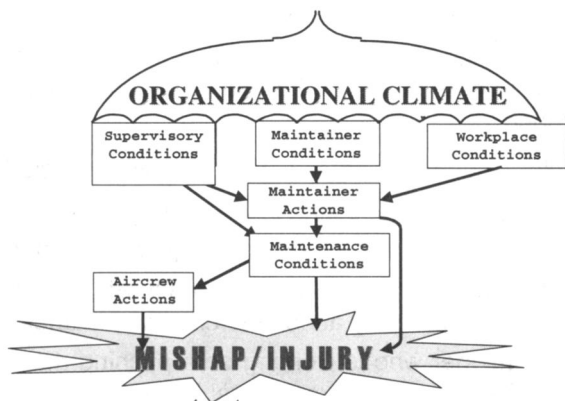 ORGANIZATIONAL CLIMATE
Supervisory
Conditions
Maintainer
Conditions
Workplace
Conditions
Maintainer
Actions
Maintenance
Conditions
Aircrew
Actions
MISHAP/INJURY